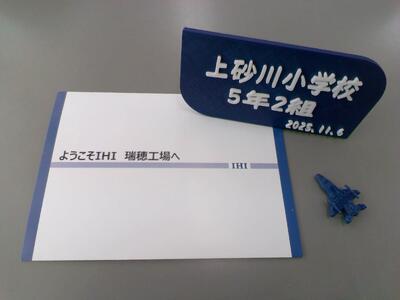 上砂川小学校
5年2組
2025.11.6
ようこそIHI 瑞穂工場へ
IHI